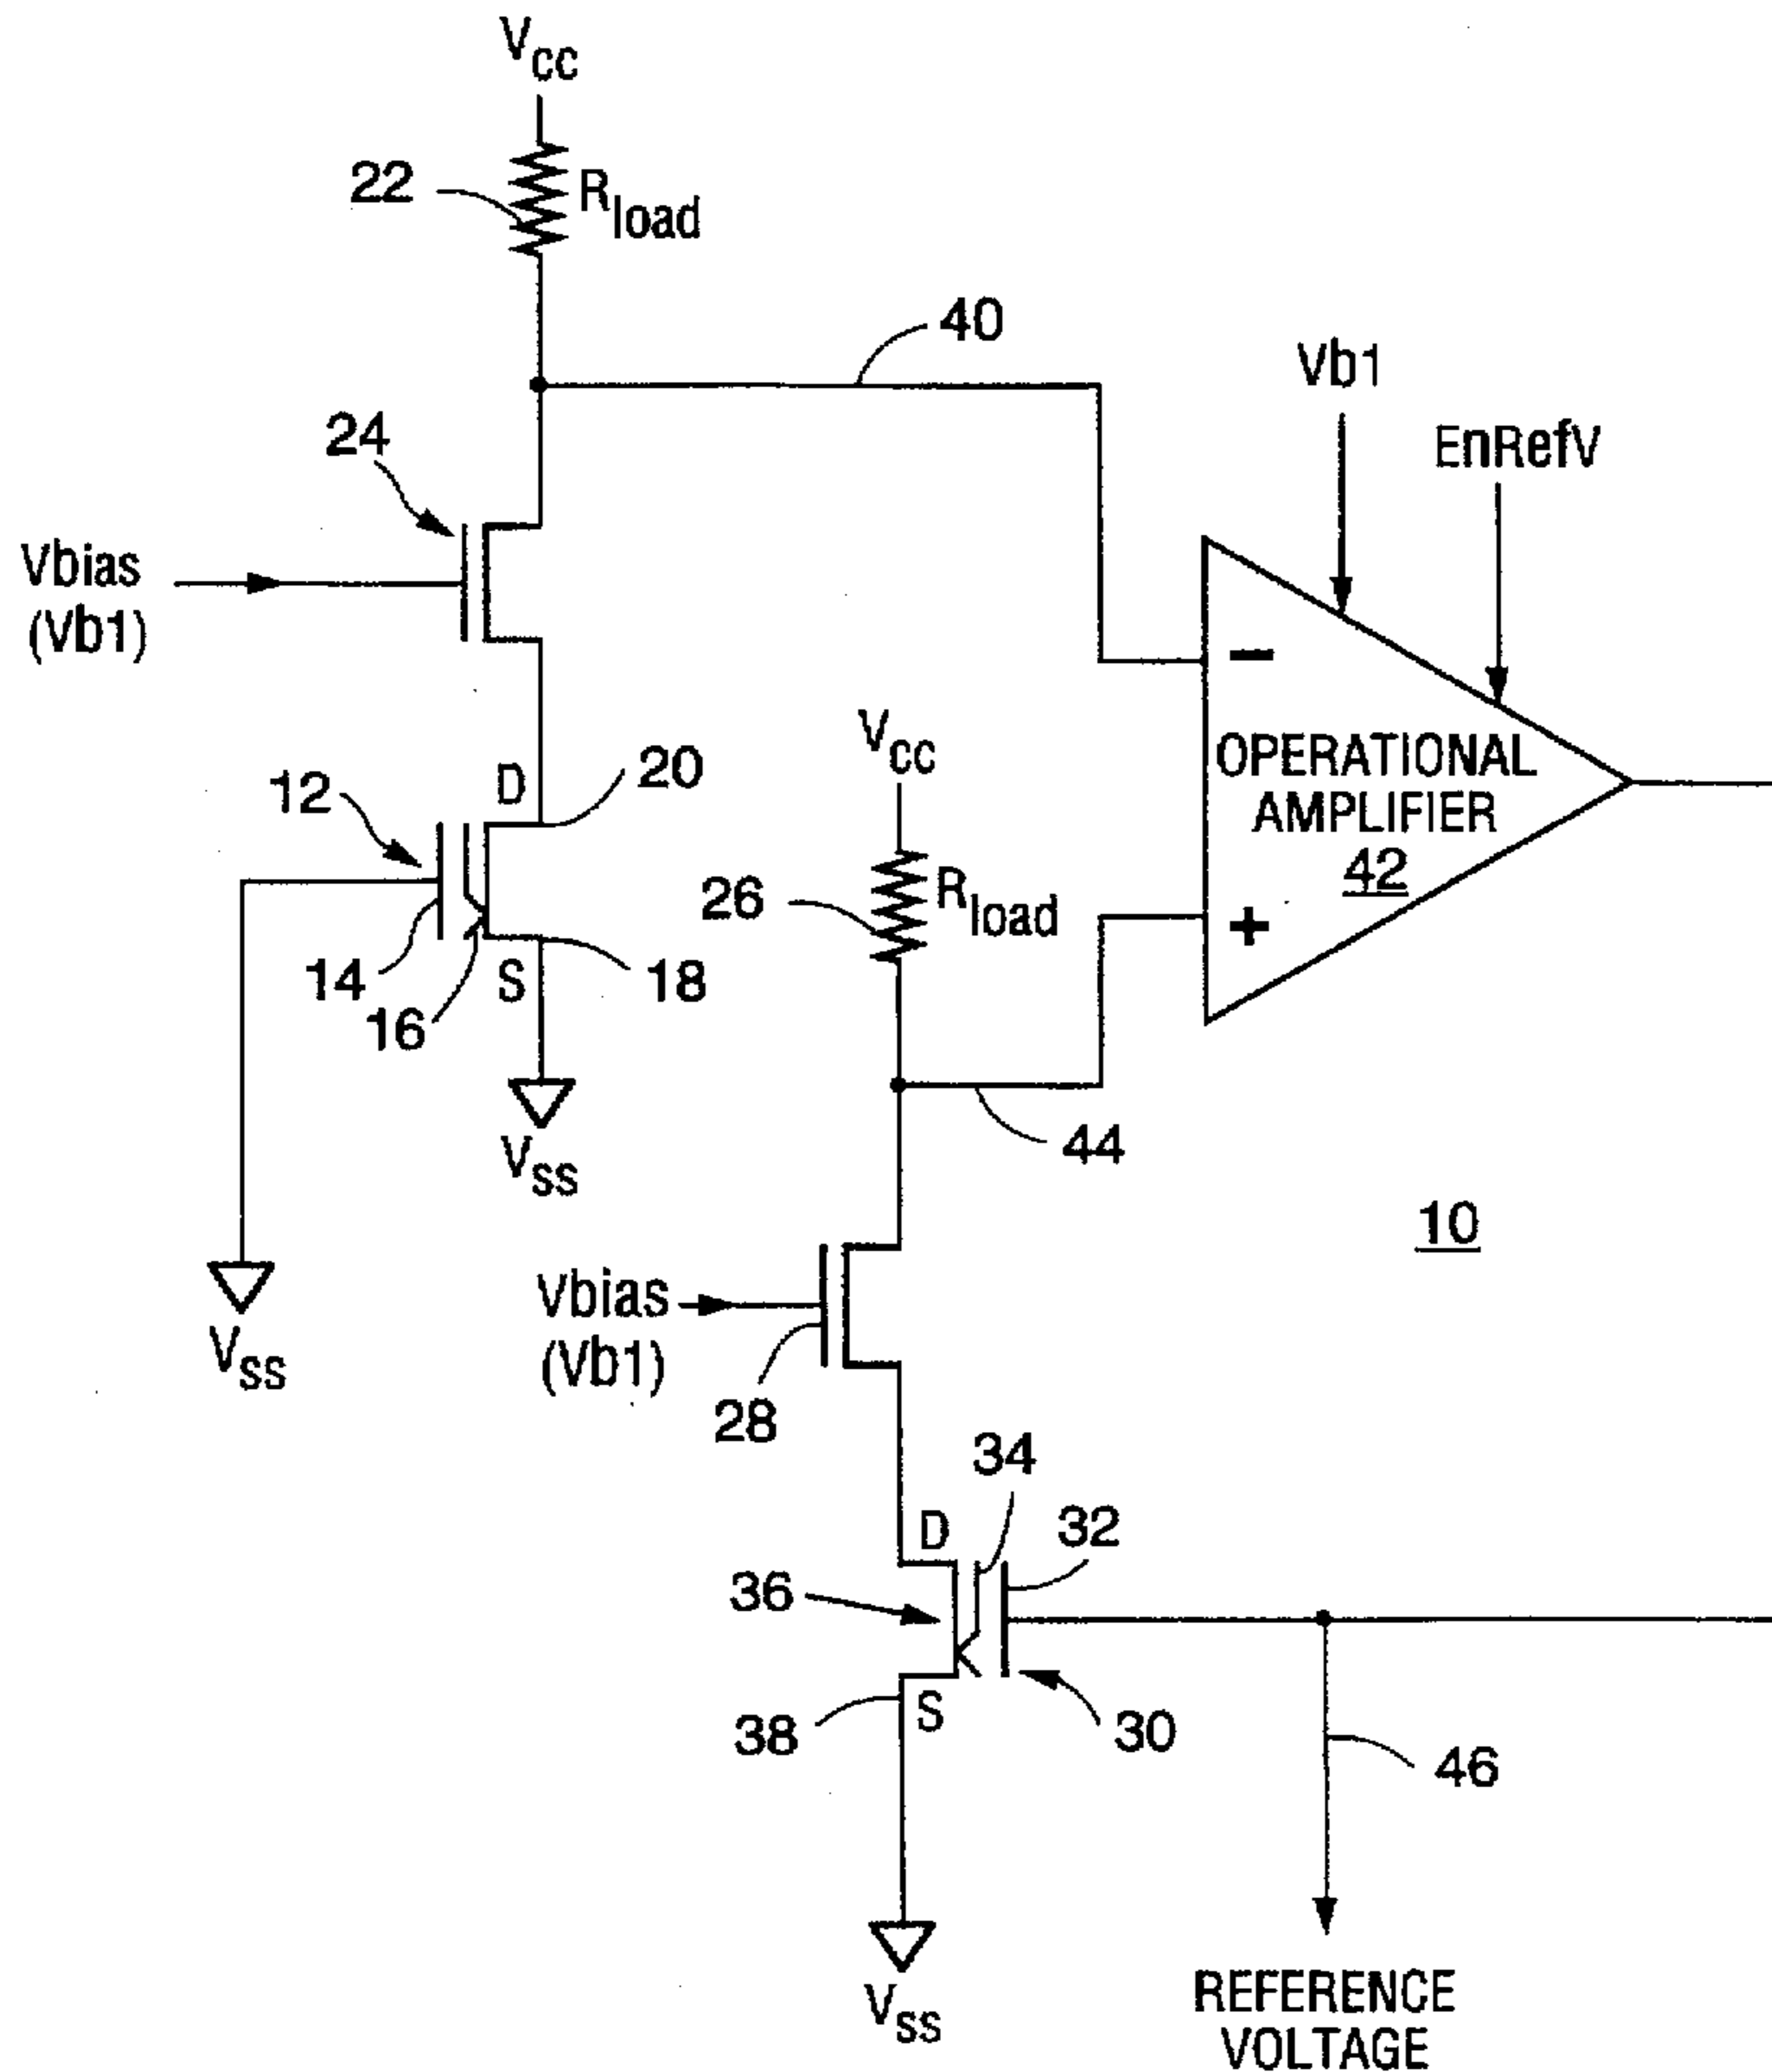 VCC
22
Rload
40
Vb1
24
EnRefV
Vbias
(Vb1)
−
VCC
D
20
12
OPERATIONAL
AMPLIFIER
42
26
Rload
+
14
S
18
16
VSS
44
10
VSS
Vbias
(Vb1)
28
34
D
32
36
S
38
30
46
VSS
REFERENCE
VOLTAGE